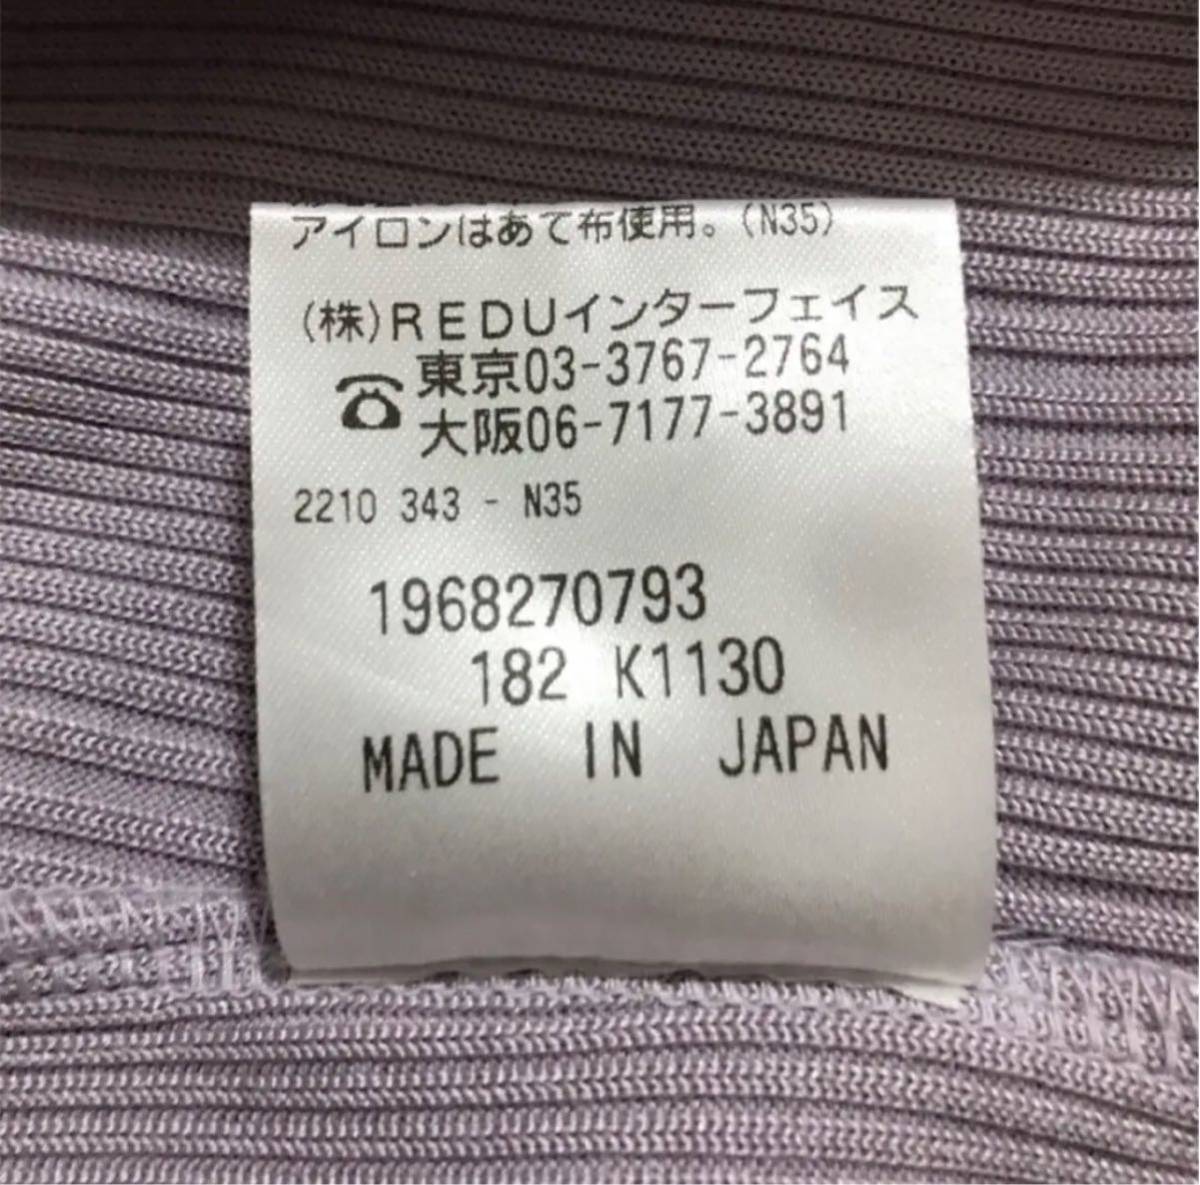 アイロンはあて布使用。(N35)
(株)REDUインターフェイス
東京03-3767-2764
大阪06-7177-3891
2210 343 - N35
1968270793
182 K1130
MADE IN JAPAN